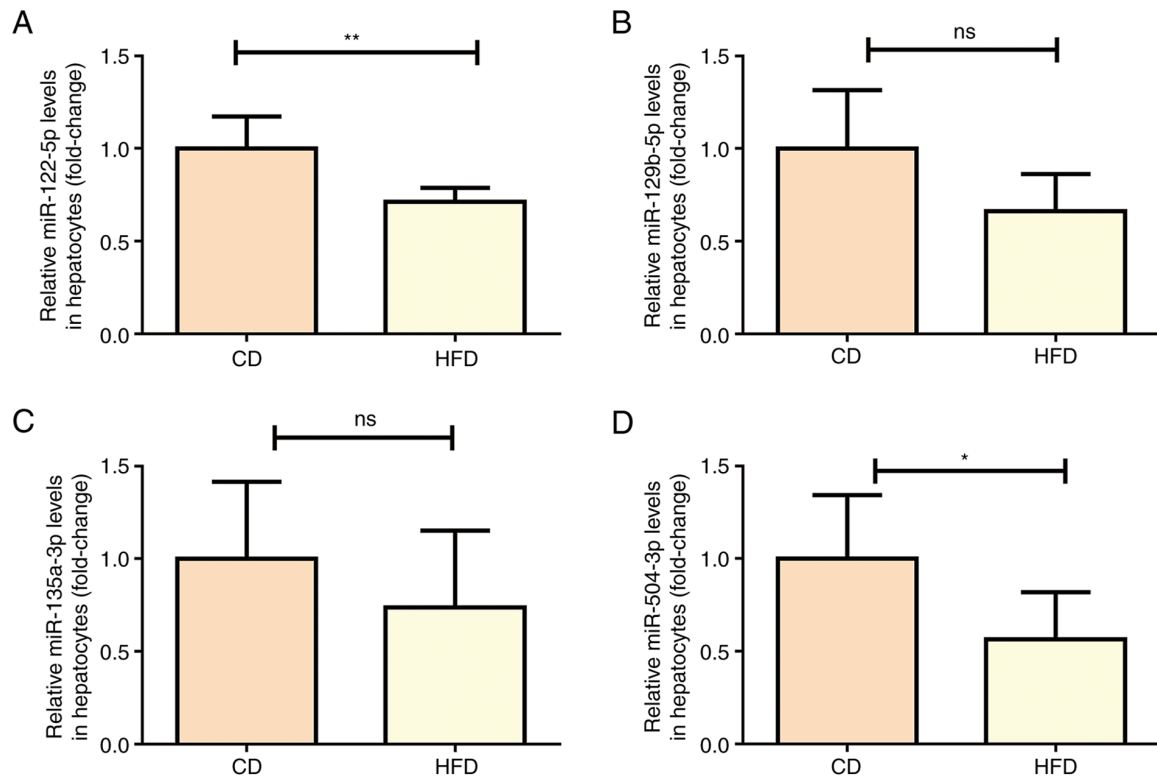 A
Relative miR-122-5p levels
in hepatocytes (fold-change)
1.5
1.0
0.5
0.0
**
CD
HFD
B
Relative miR-129b-5p levels
in hepatocytes (fold-change)
1.5
1.0
0.5
0.0
ns
CD
HFD
C
Relative miR-135a-3p levels
in hepatocytes (fold-change)
1.5
1.0
0.5
0.0
ns
CD
HFD
D
Relative miR-504-3p levels
in hepatocytes (fold-change)
1.5
1.0
0.5
0.0
*
CD
HFD